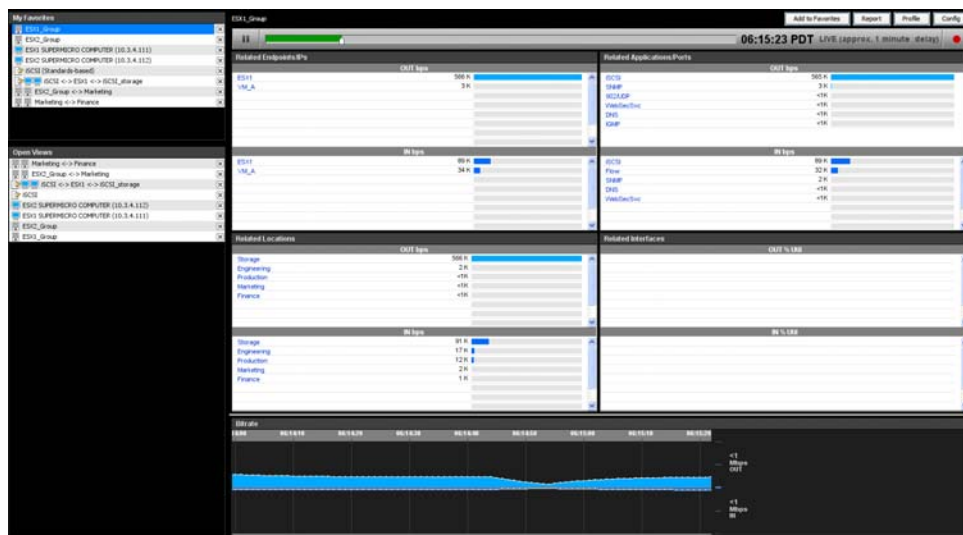 My Favorites
ESX1_Group
ESX2_Group
ESX1 SUPERMICRO COMPUTER (10.3.4.111)
ESX2 SUPERMICRO COMPUTER (10.3.4.112)
iSCSI (Standards-based)
iSCSI <-> ESX1 <-> iSCSI_storage
ESX2_Group <-> Marketing
Marketing <-> Finance
Open Views
Marketing <-> Finance
ESX2_Group <-> Marketing
iSCSI <-> ESX1 <-> iSCSI_storage
iSCSI
ESX2 SUPERMICRO COMPUTER (10.3.4.112)
ESX1 SUPERMICRO COMPUTER (10.3.4.111)
ESX2_Group
ESX1_Group
ESX1_Group
Add to Favorites Report Profile Config
06:15:23 PDT LIVE (approx. 1 minute delay)
Related Endpoints/IPs
OUT bps
ESX1
VM_A 3 K
IN bps
ESX1 89 K
VM_A 34 K
Related Applications/Ports
OUT bps
iSCSI
SNMP 3 K
902/UDP <1K
WebSecSvc <1K
DNS <1K
IGMP <1K
IN bps
iSCSI 89 K
Flow 32 K
SNMP 2 K
DNS <1K
WebSecSvc <1K
Related Locations
OUT bps
Storage
Engineering 2 K
Production <1K
Marketing <1K
Finance <1K
IN bps
Storage 91 K
Engineering 17 K
Production 12 K
Marketing 2 K
Finance 1 K
Related Interfaces
OUT % Util
IN % Util
Bitrate
06:14:10 06:14:20 06:14:30 06:14:40 06:14:50 06:15:00 06:15:10 06:15:20
<1
Mbps
OUT
<1
Mbps
IN